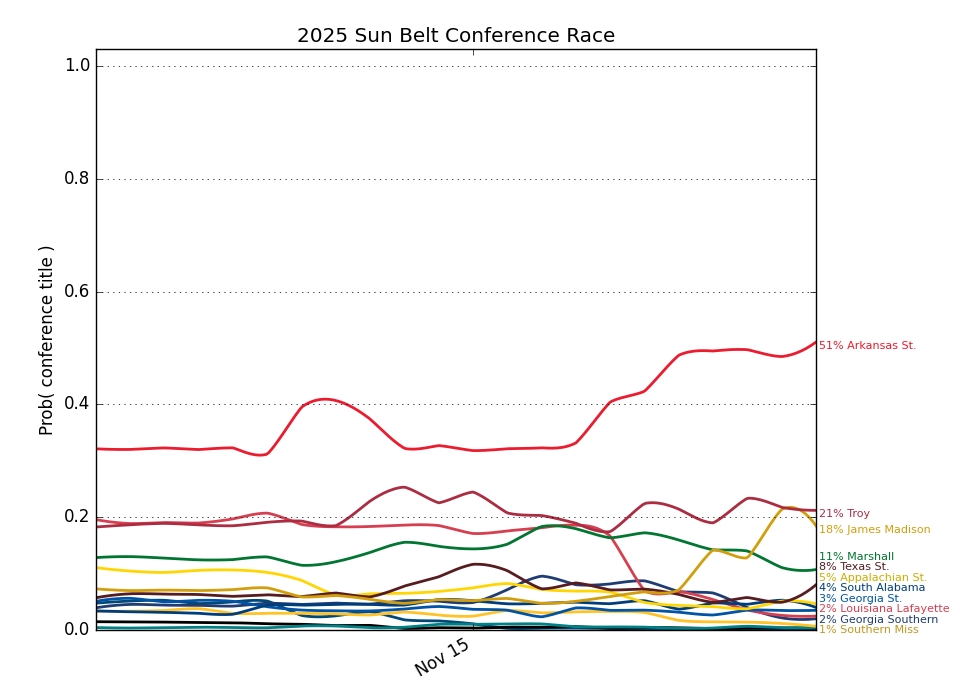 2025 Sun Belt Conference Race
Prob( conference title )
1.0
0.8
0.6
0.4
0.2
0.0
Nov 15
51% Arkansas St.
21% Troy
18% James Madison
11% Marshall
8% Texas St.
5% Appalachian St.
4% South Alabama
3% Georgia St.
2% Louisiana Lafayette
2% Georgia Southern
1% Southern Miss